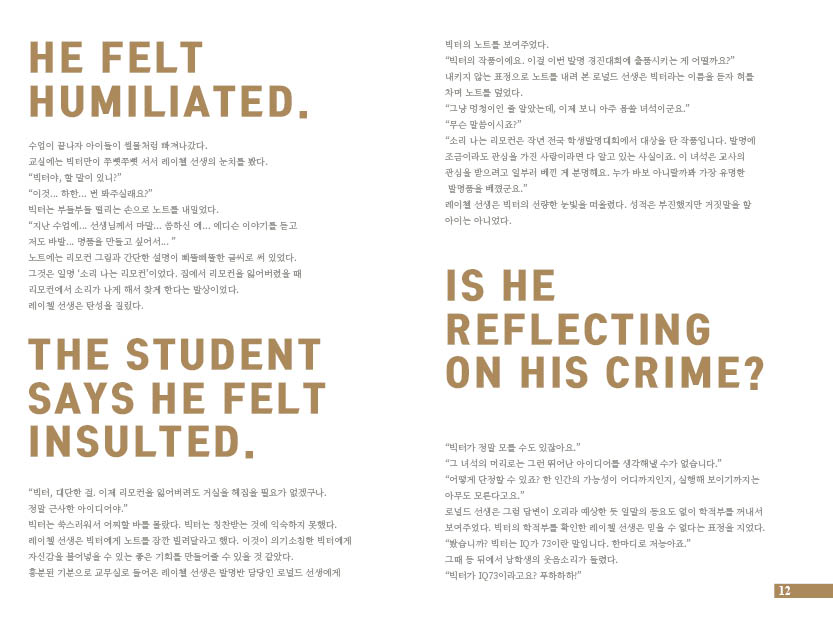 HE FELT
HUMILIATED.
수업이 끝나자 아이들이 썰물처럼 빠져나갔다.
교실에는 빅터만이 쭈뼛쭈뼛 서서 레이첼 선생의 눈치를 봤다.
“빅터야, 할 말이 있니?”
“이것... 하한... 번 봐주실래요?”
빅터는 부들부들 떨리는 손으로 노트를 내밀었다.
“지난 수업에... 선생님께서 마말... 씀하신 에... 에디슨 이야기를 듣고
저도 바발... 명품을 만들고 싶어서... ”
노트에는 리모컨 그림과 간단한 설명이 삐뚤삐뚤한 글씨로 써 있었다.
그것은 일명 ‘소리 나는 리모컨’이었다. 집에서 리모컨을 잃어버렸을 때
리모컨에서 소리가 나게 해서 찾게 한다는 발상이었다.
레이첼 선생은 탄성을 질렀다.
THE STUDENT
SAYS HE FELT
INSULTED.
“빅터, 대단한 걸. 이제 리모컨을 잃어버려도 거실을 헤집을 필요가 없겠구나.
정말 근사한 아이디어야.”
빅터는 쑥스러워서 어찌할 바를 몰랐다. 빅터는 칭찬받는 것에 익숙하지 못했다.
레이첼 선생은 빅터에게 노트를 잠깐 빌려달라고 했다. 이것이 의기소침한 빅터에게
자신감을 불어넣을 수 있는 좋은 기회를 만들어줄 수 있을 것 같았다.
흥분된 기분으로 교무실로 들어온 레이첼 선생은 발명반 담당인 로널드 선생에게
빅터의 노트를 보여주었다.
“빅터의 작품이에요. 이걸 이번 발명 경진대회에 출품시키는 게 어떨까요?”
내키지 않는 표정으로 노트를 내려 본 로널드 선생은 빅터라는 이름을 듣자 혀를
차며 노트를 덮었다.
“그냥 멍청이인 줄 알았는데, 이제 보니 아주 몹쓸 녀석이군요.”
“무슨 말씀이시죠?”
“소리 나는 리모컨은 작년 전국 학생발명대회에서 대상을 탄 작품입니다. 발명에
조금이라도 관심을 가진 사람이라면 다 알고 있는 사실이죠. 이 녀석은 교사의
관심을 받으려고 일부러 베낀 게 분명해요. 누가 바보 아니랄까봐 가장 유명한
발명품을 베꼈군요.”
레이첼 선생은 빅터의 선량한 눈빛을 떠올렸다. 성적은 부진했지만 거짓말을 할
아이는 아니었다.
IS HE
REFLECTING
ON HIS CRIME?
“빅터가 정말 모를 수도 있잖아요.”
“그 녀석의 머리로는 그런 뛰어난 아이디어를 생각해낼 수가 없습니다.”
“어떻게 단정할 수 있죠? 한 인간의 가능성이 어디까지인지, 실행해 보이기까지는
아무도 모른다고요.”
로널드 선생은 그럼 답변이 오리라 예상한 듯 일말의 동요도 없이 학적부를 꺼내서
보여주었다. 빅터의 학적부를 확인한 레이첼 선생은 믿을 수 없다는 표정을 지었다.
“봤습니까? 빅터는 IQ가 73이란 말입니다. 한마디로 저능아죠.”
그때 등 뒤에서 남학생의 웃음소리가 들렸다.
“빅터가 IQ73이라고요? 푸하하하!”
12